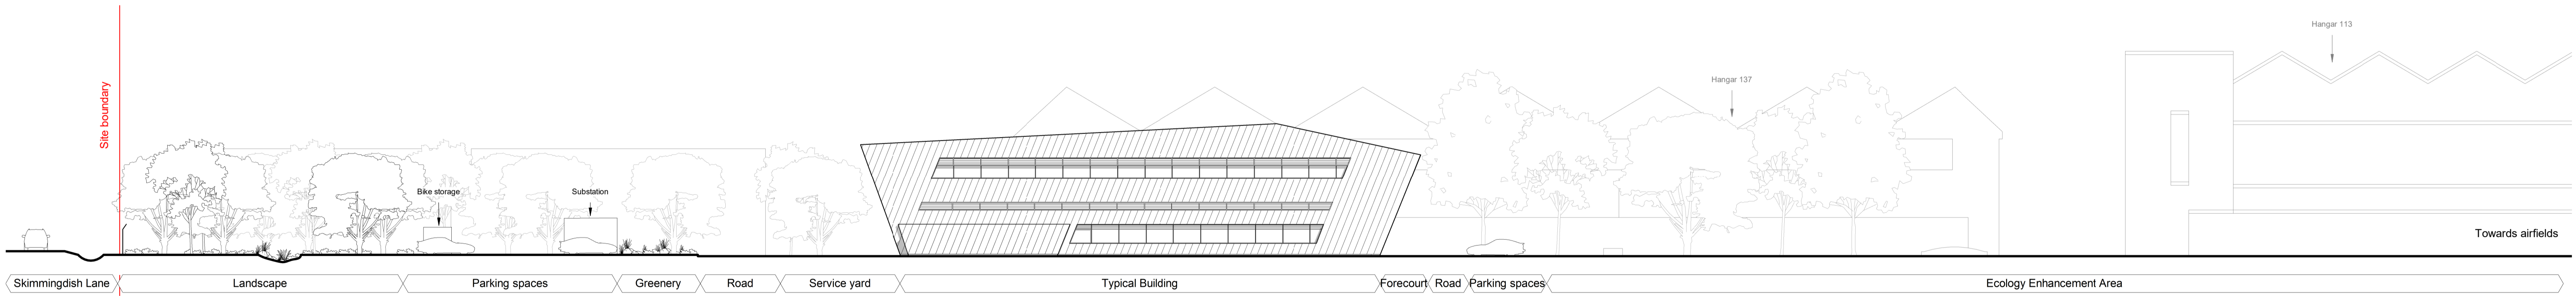 Hangar 113
Hangar 137
Site boundary
Bike storage
Substation
Towards airfields
Skimmingdish Lane
Landscape
Parking spaces
Greenery
Road
Service yard
Typical Building
Forecourt
Road
Parking spaces
Ecology Enhancement Area